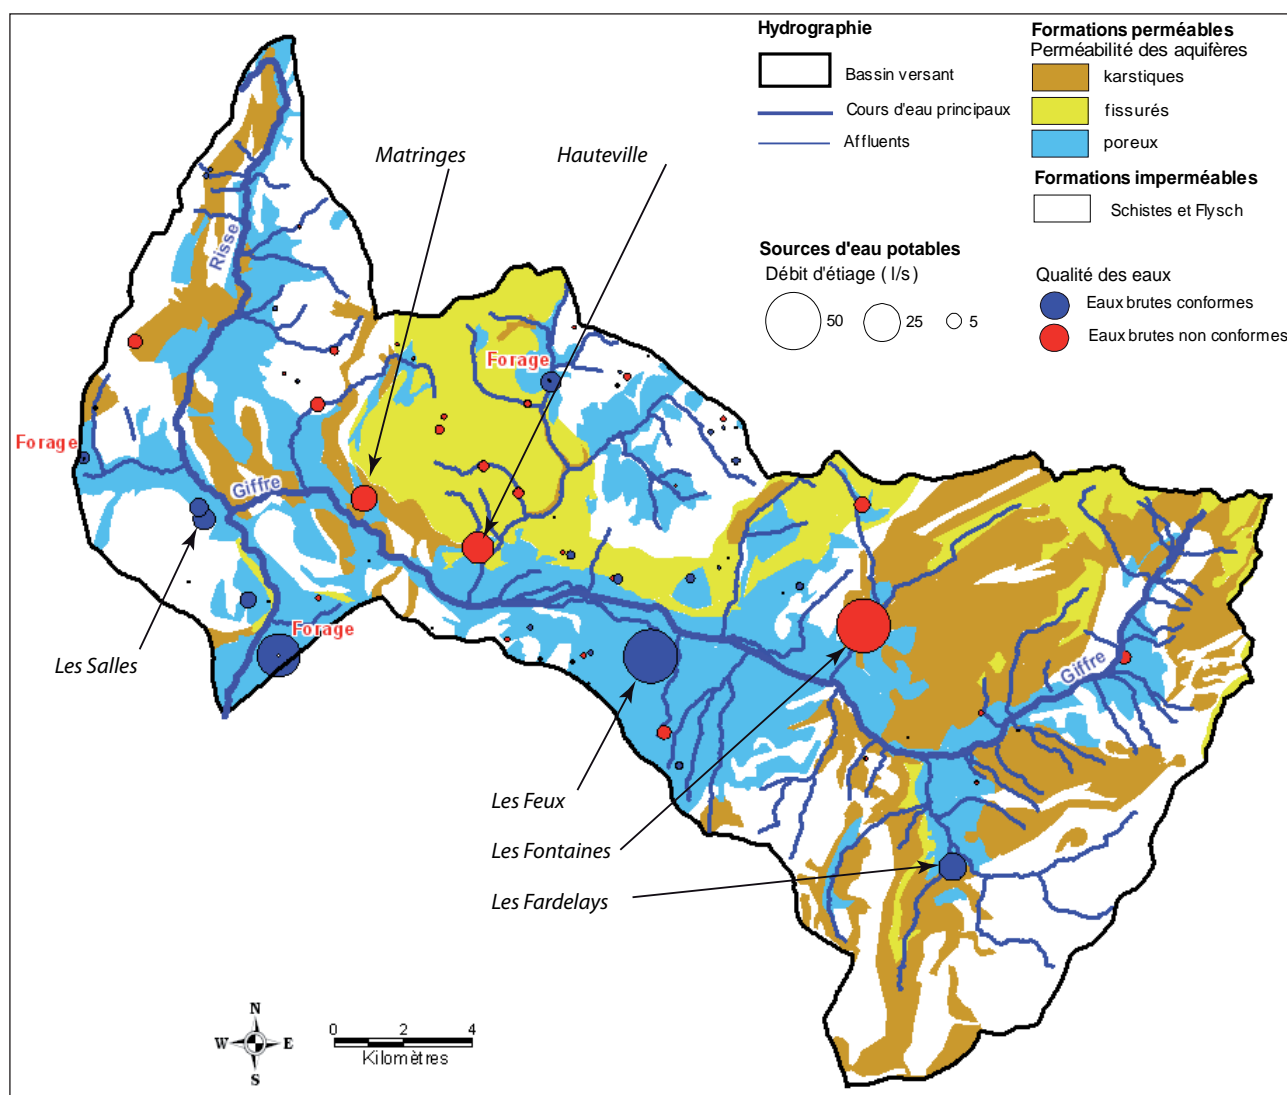 Hydrographie
Bassin versant
Cours d'eau principaux
Affluents
Formations perméables
Perméabilité des aquifères
karstiques
fissurés
poreux
Formations imperméables
Schistes et Flysch
Sources d'eau potables
Débit d'étiage ( l/s )
50
25
5
Qualité des eaux
Eaux brutes conformes
Eaux brutes non conformes
Matringes
Hauteville
Risse
Forage
Forage
Giffre
Forage
Les Salles
Giffre
Les Feux
Les Fontaines
Les Fardelays
N
W
E
S
0
2
4
Kilomètres